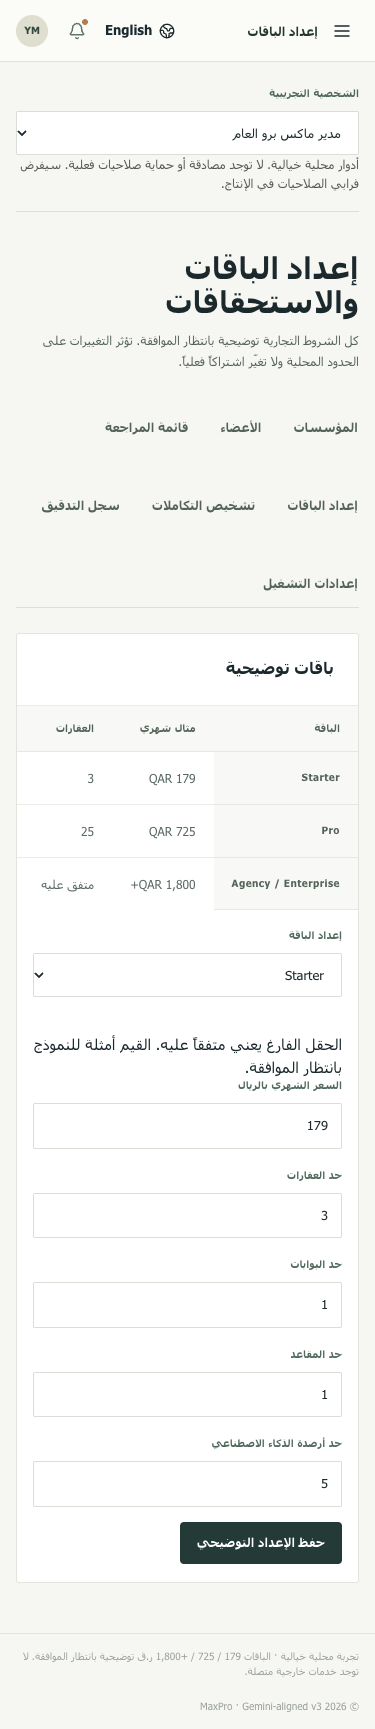 إعداد الباقات
English
YM
الشخصية التجريبية
مدير ماكس برو العام
أدوار محلية خيالية. لا توجد مصادقة أو حماية صلاحيات فعلية. سيفرض
فرابي الصلاحيات في الإنتاج.
إعداد الباقات
والاستحقاقات
كل الشروط التجارية توضيحية بانتظار الموافقة. تؤثر التغييرات على
الحدود المحلية ولا تغيّر اشتراكاً فعلياً.
المؤسسات الأعضاء قائمة المراجعة
إعداد الباقات تشخيص التكاملات سجل التدقيق
إعدادات التشغيل
باقات توضيحية
الباقة مثال شهري العقارات
Starter QAR 179 3
Pro QAR 725 25
Agency / Enterprise QAR 1,800+ متفق عليه
إعداد الباقة
Starter
الحقل الفارغ يعني متفقاً عليه. القيم أمثلة للنموذج
بانتظار الموافقة.
السعر الشهري بالريال
179
حد العقارات
3
حد البوابات
1
حد المقاعد
1
حد أرصدة الذكاء الاصطناعي
5
حفظ الإعداد التوضيحي
تجربة محلية خيالية · الباقات 179 / 725 / 1,800+ ر.ق توضيحية بانتظار الموافقة. لا
توجد خدمات خارجية متصلة.
© 2026 MaxPro · Gemini-aligned v3